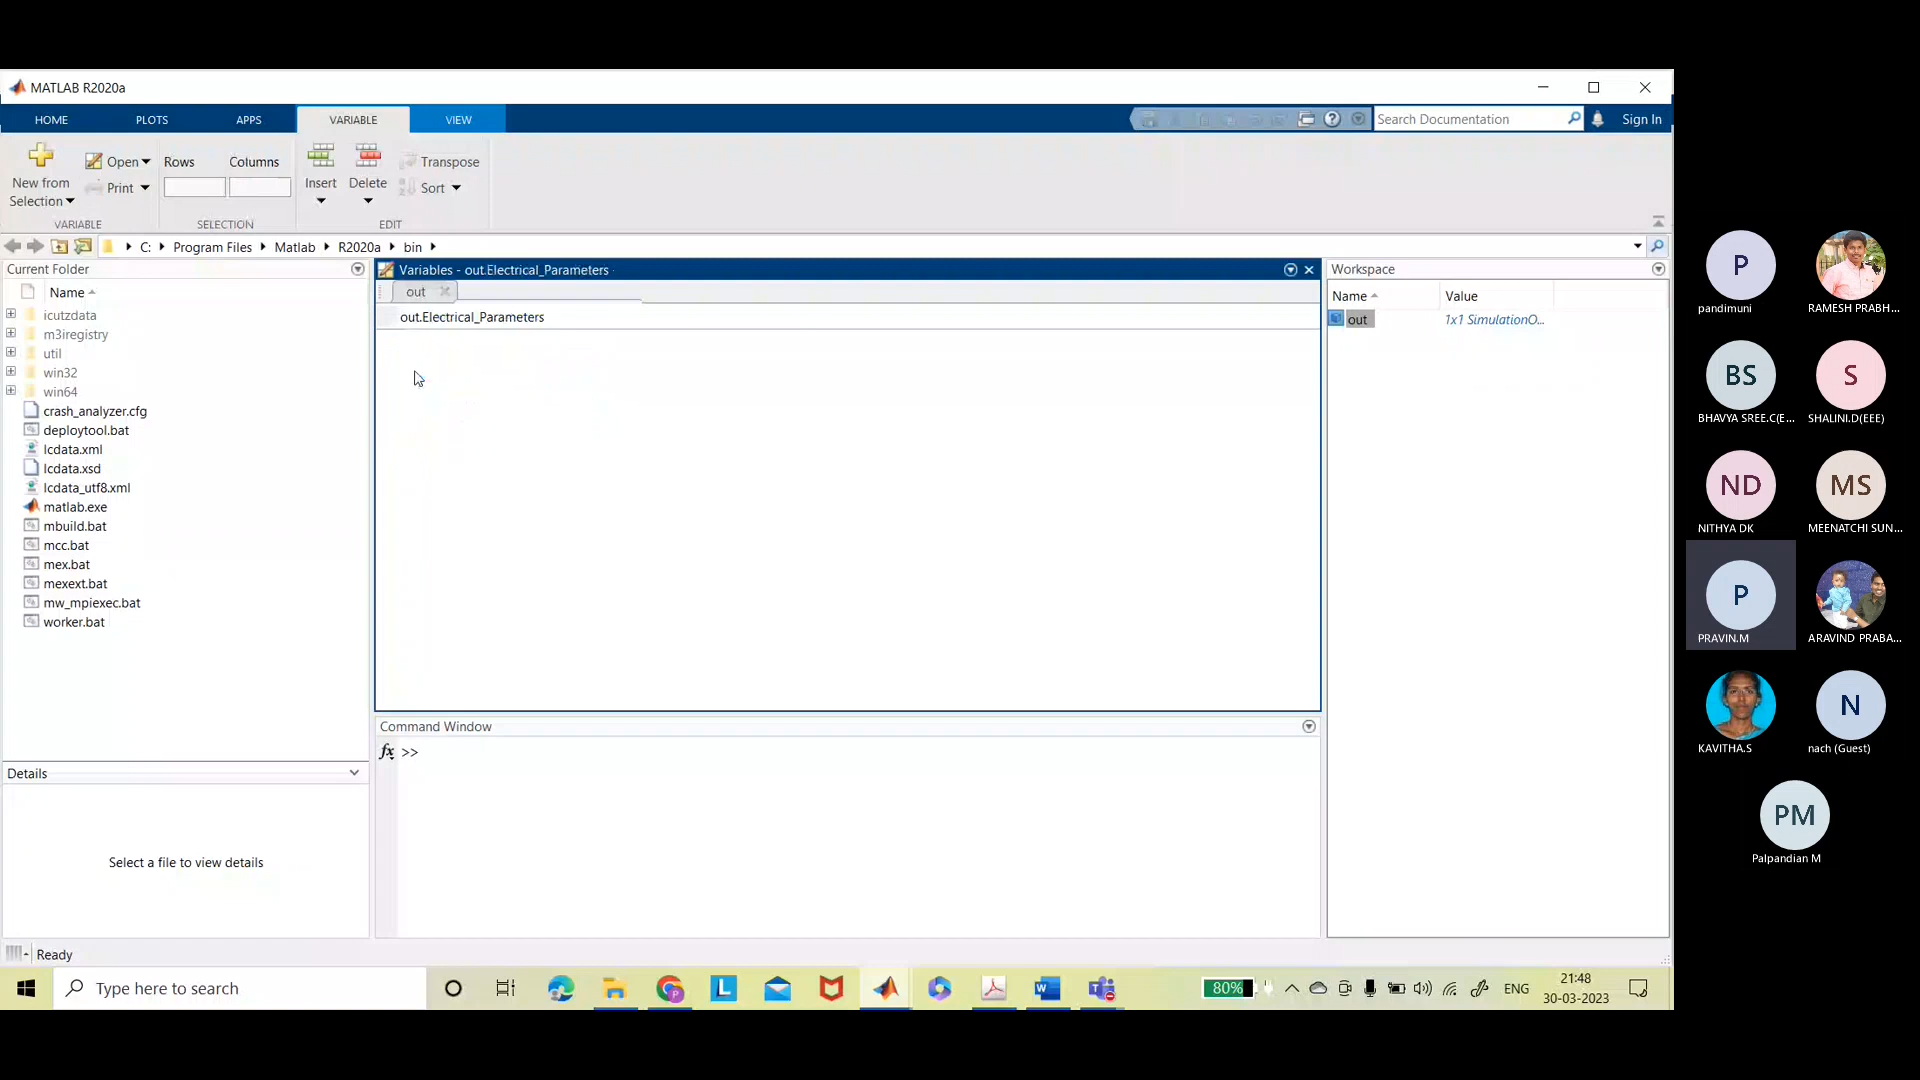 MATLAB R2020a
HOME
PLOTS
APPS
VARIABLE
VIEW
Search Documentation
Sign In
New from
Selection
Open
Print
VARIABLE
Rows
Columns
SELECTION
Insert
Delete
Transpose
Sort
EDIT
C:
Program Files
Matlab
R2020a
bin
Current Folder
Name
icutzdata
m3iregistry
util
win32
win64
crash_analyzer.cfg
deploytool.bat
lcdata.xml
lcdata.xsd
lcdata_utf8.xml
matlab.exe
mbuild.bat
mcc.bat
mex.bat
mexext.bat
mw_mpiexec.bat
worker.bat
Details
Select a file to view details
Ready
Variables - out.Electrical_Parameters
out
out.Electrical_Parameters
Command Window
fx >>
Workspace
Name
Value
out
1x1 SimulationO...
Type here to search
80%
ENG
21:48
30-03-2023
P
pandimuni
RAMESH PRABH...
BS
BHAVYA SREE.C(E...
S
SHALINI.D(EEE)
ND
NITHYA DK
MS
MEENATCHI SUN...
P
PRAVIN.M
ARAVIND PRABA...
KAVITHA.S
N
nach (Guest)
PM
Palpandian M